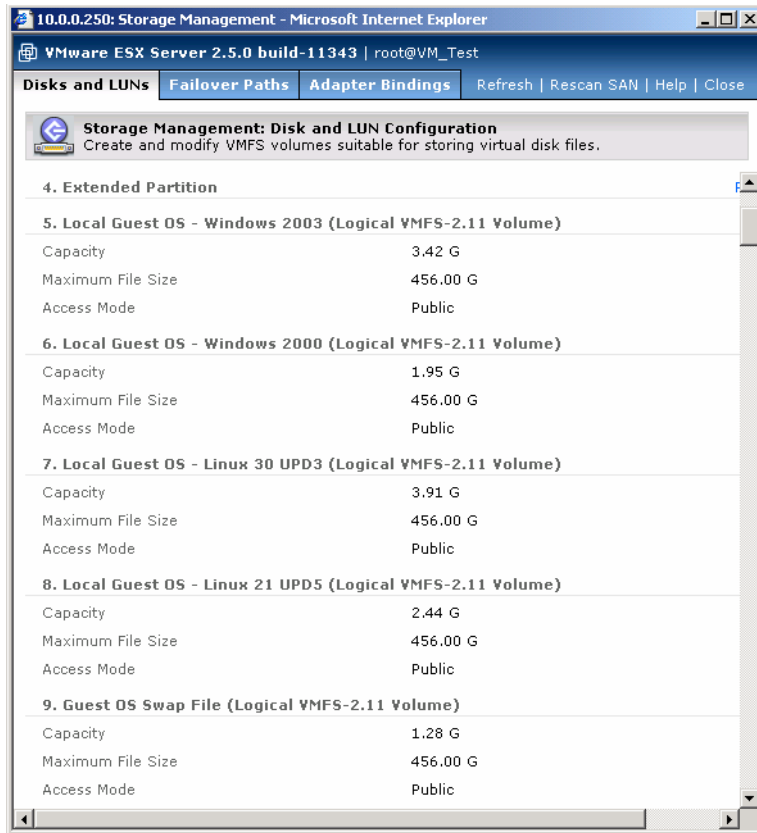 10.0.0.250: Storage Management - Microsoft Internet Explorer
VMware ESX Server 2.5.0 build-11343 | root@VM_Test
Disks and LUNs Failover Paths Adapter Bindings Refresh | Rescan SAN | Help | Close
Storage Management: Disk and LUN Configuration
Create and modify VMFS volumes suitable for storing virtual disk files.
4. Extended Partition
5. Local Guest OS - Windows 2003 (Logical VMFS-2.11 Volume)
Capacity 3.42 G
Maximum File Size 456.00 G
Access Mode Public
6. Local Guest OS - Windows 2000 (Logical VMFS-2.11 Volume)
Capacity 1.95 G
Maximum File Size 456.00 G
Access Mode Public
7. Local Guest OS - Linux 30 UPD3 (Logical VMFS-2.11 Volume)
Capacity 3.91 G
Maximum File Size 456.00 G
Access Mode Public
8. Local Guest OS - Linux 21 UPD5 (Logical VMFS-2.11 Volume)
Capacity 2.44 G
Maximum File Size 456.00 G
Access Mode Public
9. Guest OS Swap File (Logical VMFS-2.11 Volume)
Capacity 1.28 G
Maximum File Size 456.00 G
Access Mode Public